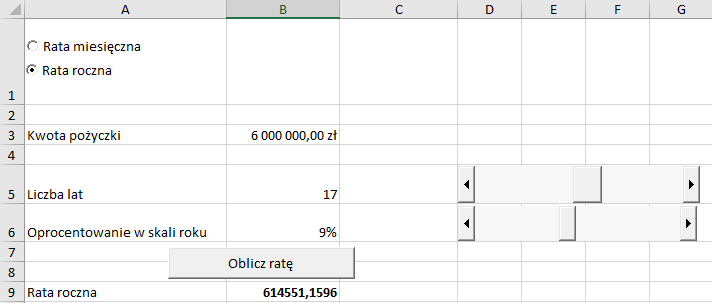 A B C D E F G
1
Rata miesięczna
Rata roczna
2
3 Kwota pożyczki 6 000 000,00 zł
4
5 Liczba lat 17
6 Oprocentowanie w skali roku 9%
7
Oblicz ratę
8
9 Rata roczna 614551,1596